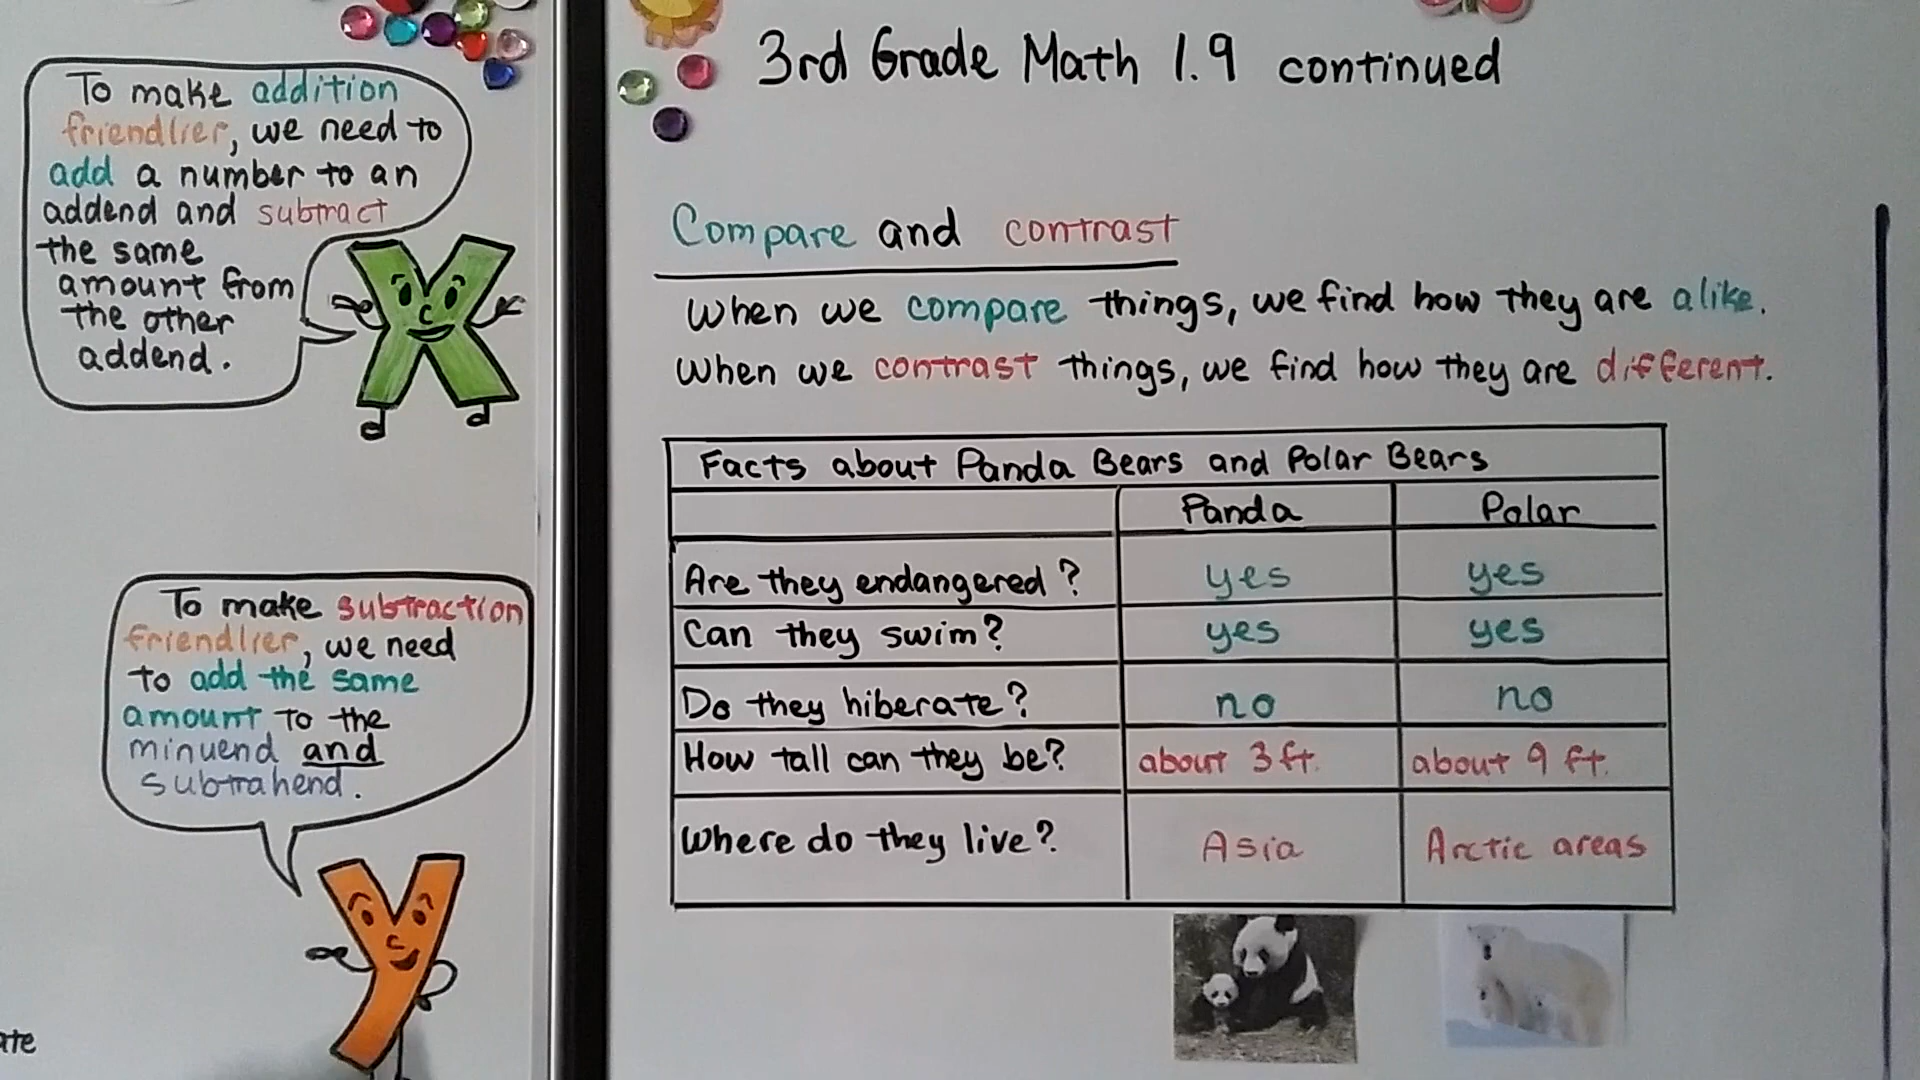 To make addition
friendlier, we need to
add a number to an
addend and subtract
the same
amount from
the other
addend.
To make subtraction
friendlier, we need
to add the same
amount to the
minuend and
subtrahend.
ate
3rd Grade Math 1.9 continued
Compare and contrast
When we compare things, we find how they are alike.
When we contrast things, we find how they are different.
Facts about Panda Bears and Polar Bears
Panda Polar
Are they endangered? yes yes
Can they swim? yes yes
Do they hiberate? no no
How tall can they be? about 3 ft. about 9 ft.
Where do they live? Asia Arctic areas